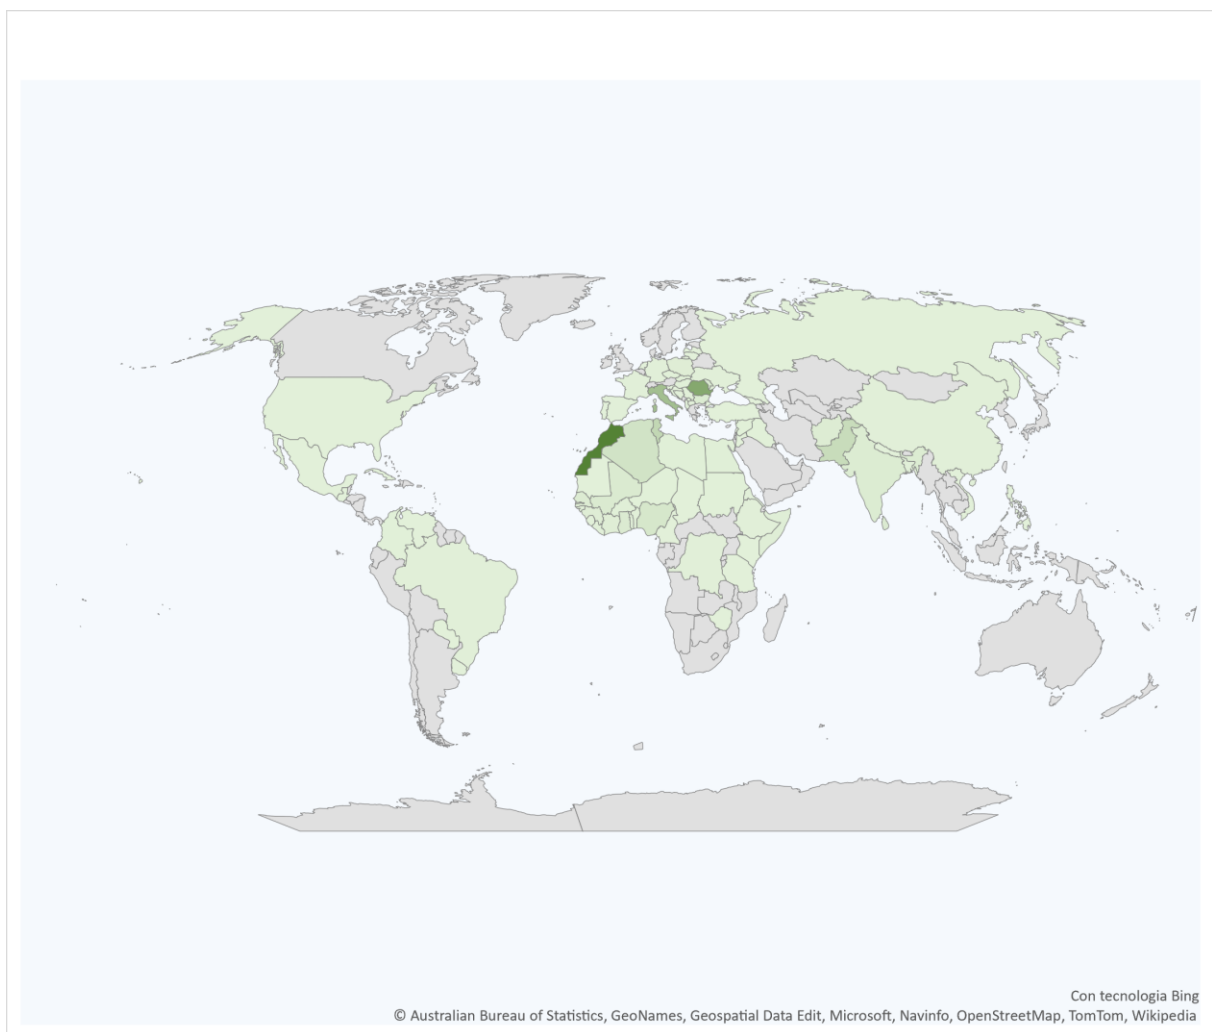 Con tecnologia Bing
© Australian Bureau of Statistics, GeoNames, Geospatial Data Edit, Microsoft, Navinfo, OpenStreetMap, TomTom, Wikipedia